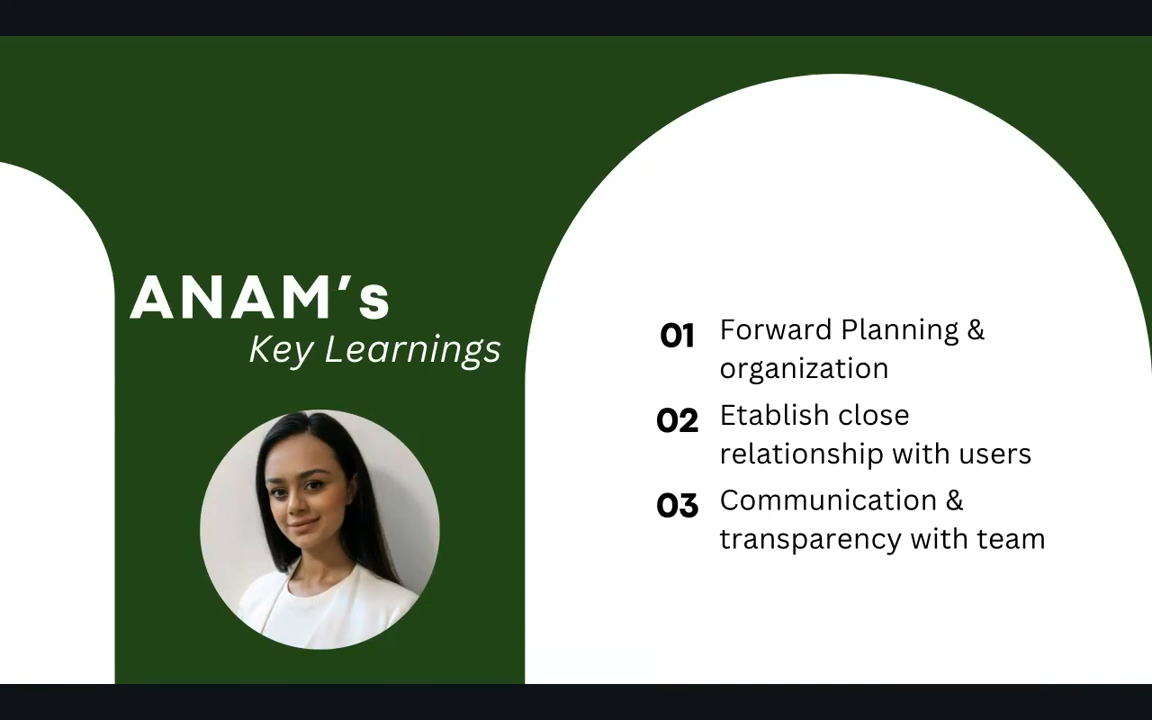 ANAM’s
Key Learnings
01 Forward Planning &
organization
02 Etablish close
relationship with users
03 Communication &
transparency with team